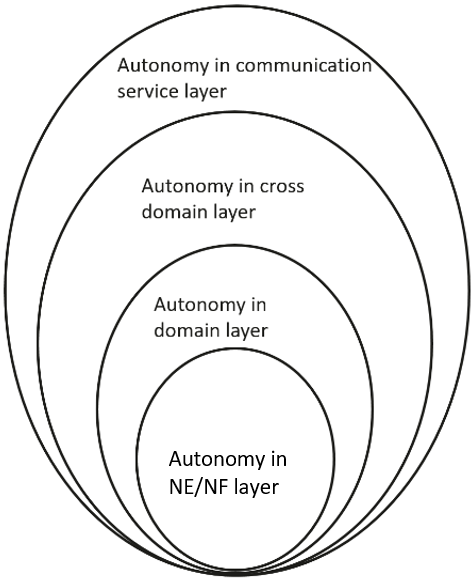 Autonomy in communication
service layer
Autonomy in cross
domain layer
Autonomy in
domain layer
Autonomy in
NE/NF layer